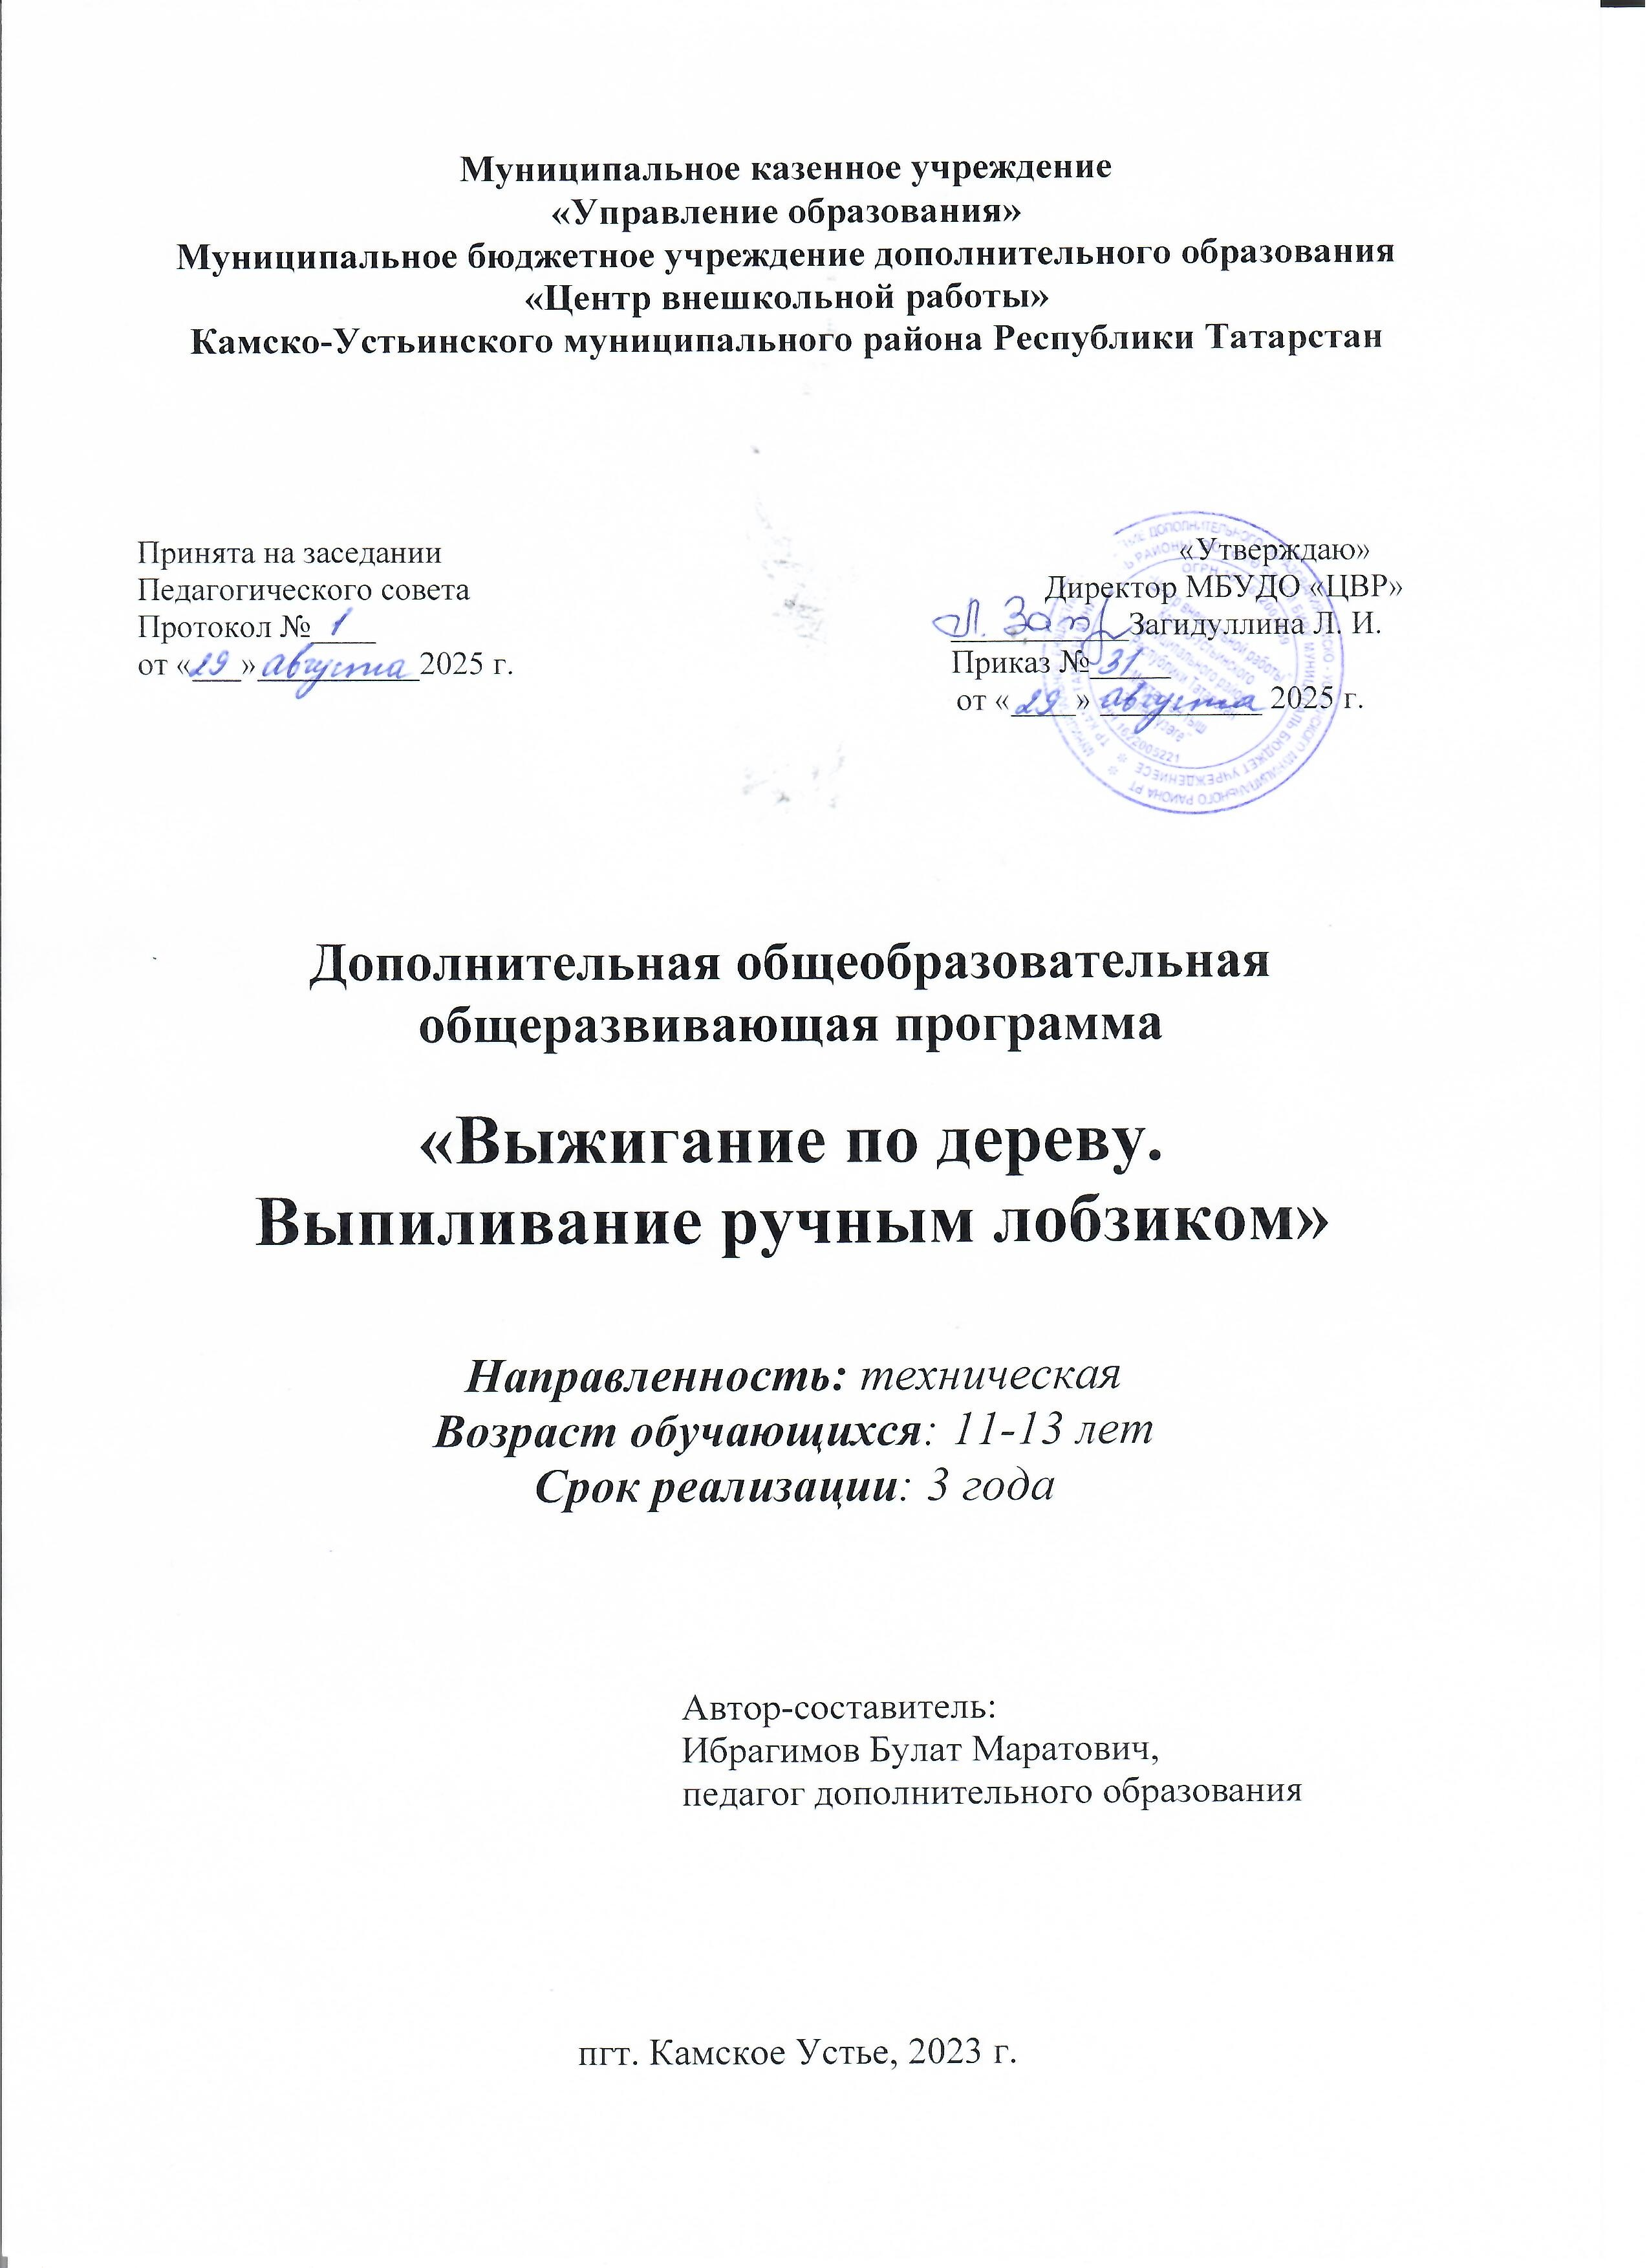 Муниципальное казенное учреждение
«Управление образования»
Муниципальное бюджетное учреждение дополнительного образования
«Центр внешкольной работы»
Камско-Устьинского муниципального района Республики Татарстан
Принята на заседании
Педагогического совета
Протокол № 1
от «29» августа 2025 г.
«Утверждаю»
Директор МБУДО «ЦВР»
Загидуллина Л. И.
Приказ № 31
от «29» августа 2025 г.
Дополнительная общеобразовательная
общеразвивающая программа
«Выжигание по дереву.
Выпиливание ручным лобзиком»
Направленность: техническая
Возраст обучающихся: 11-13 лет
Срок реализации: 3 года
Автор-составитель:
Ибрагимов Булат Маратович,
педагог дополнительного образования
пгт. Камское Устье, 2023 г.